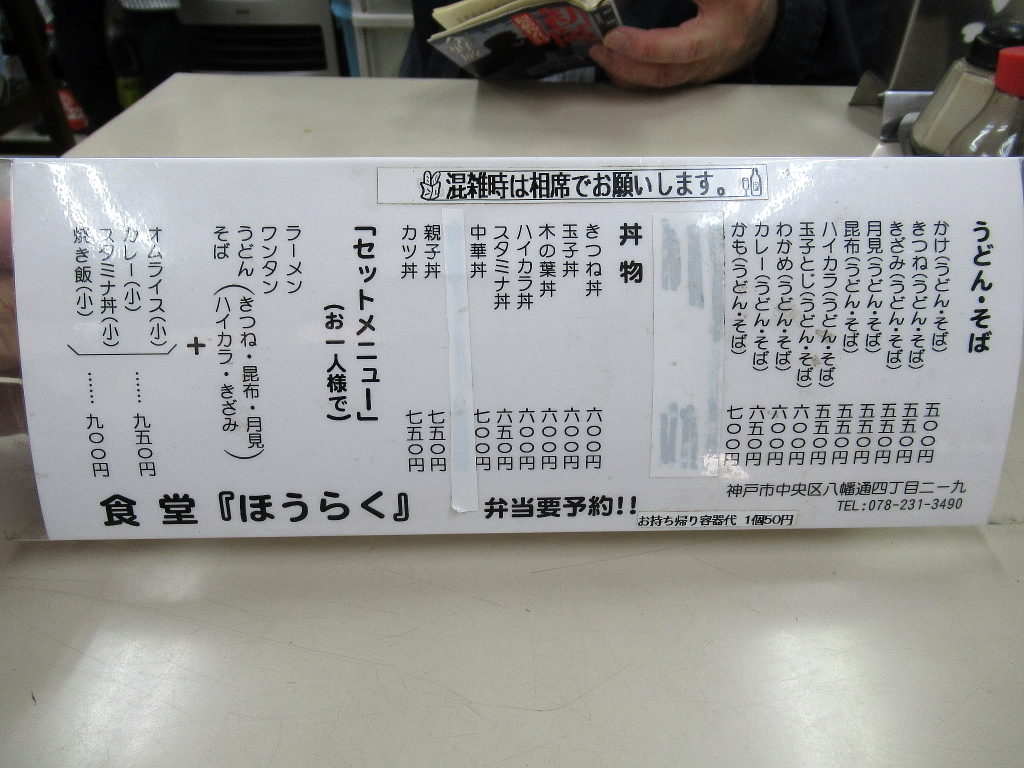 混雑時は相席でお願いします。
うどん・そば
かけ(うどん・そば) 五〇〇円
きつね(うどん・そば) 五五〇円
きざみ(うどん・そば) 五五〇円
月見(うどん・そば) 五五〇円
昆布(うどん・そば) 五五〇円
ハイカラ(うどん・そば) 五五〇円
玉子とじ(うどん・そば) 六〇〇円
わかめ(うどん・そば) 六〇〇円
カレー(うどん・そば) 六五〇円
かも(うどん・そば) 七〇〇円
丼物
きつね丼 六〇〇円
玉子丼 六〇〇円
木の葉丼 六〇〇円
ハイカラ丼 六〇〇円
スタミナ丼 六五〇円
中華丼 七〇〇円
親子丼 七五〇円
カツ丼 七五〇円
「セットメニュー」
(お一人様で)
ラーメン
ワンタン
うどん(きつね・昆布・月見)
そば(ハイカラ・きざみ)
+
オムライス(小)
カレー(小)
スタミナ丼(小)
…… 九五〇円
焼き飯(小) …… 九〇〇円
神戸市中央区八幡通四丁目二ー九
TEL:078-231-3490
食堂『ほうらく』
弁当要予約!!
お持ち帰り容器代 1個50円